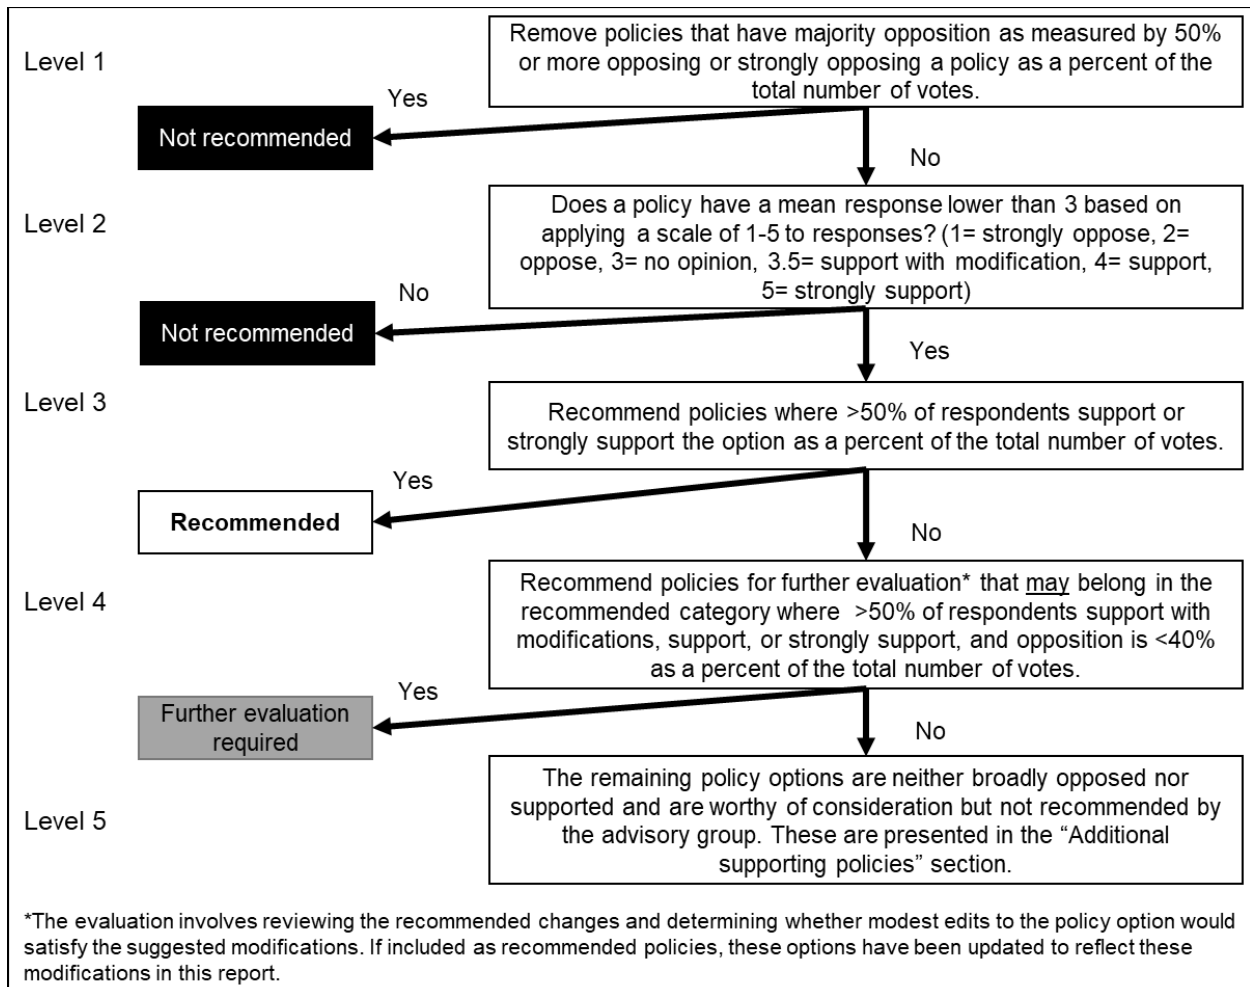 Level 1
Remove policies that have majority opposition as measured by 50%
or more opposing or strongly opposing a policy as a percent of the
total number of votes.
Yes
Not recommended
No
Level 2
Does a policy have a mean response lower than 3 based on
applying a scale of 1-5 to responses? (1= strongly oppose, 2=
oppose, 3= no opinion, 3.5= support with modification, 4= support,
5= strongly support)
No
Not recommended
Yes
Level 3
Recommend policies where >50% of respondents support or
strongly support the option as a percent of the total number of votes.
Yes
Recommended
No
Level 4
Recommend policies for further evaluation* that may belong in the
recommended category where >50% of respondents support with
modifications, support, or strongly support, and opposition is <40%
as a percent of the total number of votes.
Yes
Further evaluation
required
No
Level 5
The remaining policy options are neither broadly opposed nor
supported and are worthy of consideration but not recommended by
the advisory group. These are presented in the “Additional
supporting policies” section.
*The evaluation involves reviewing the recommended changes and determining whether modest edits to the policy option would
satisfy the suggested modifications. If included as recommended policies, these options have been updated to reflect these
modifications in this report.